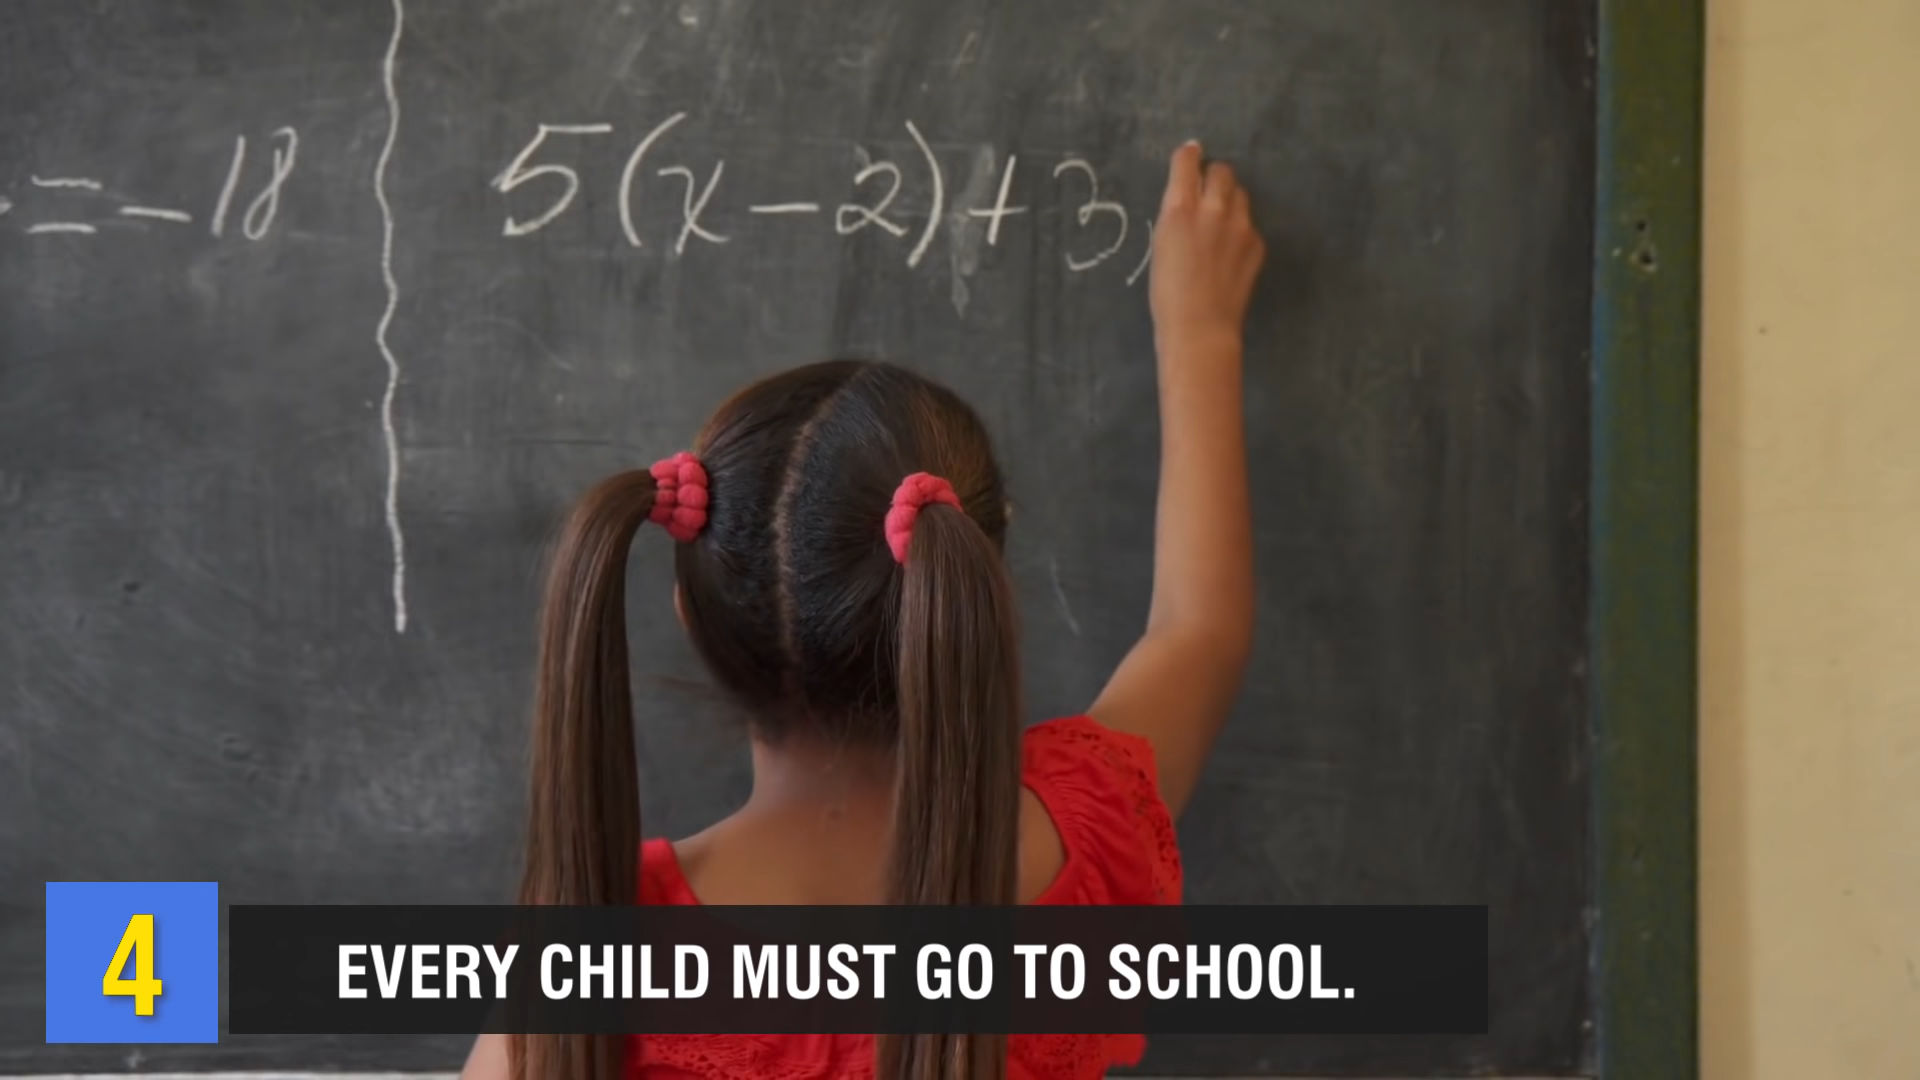 = -18
5(x-2)+3
4
EVERY CHILD MUST GO TO SCHOOL.